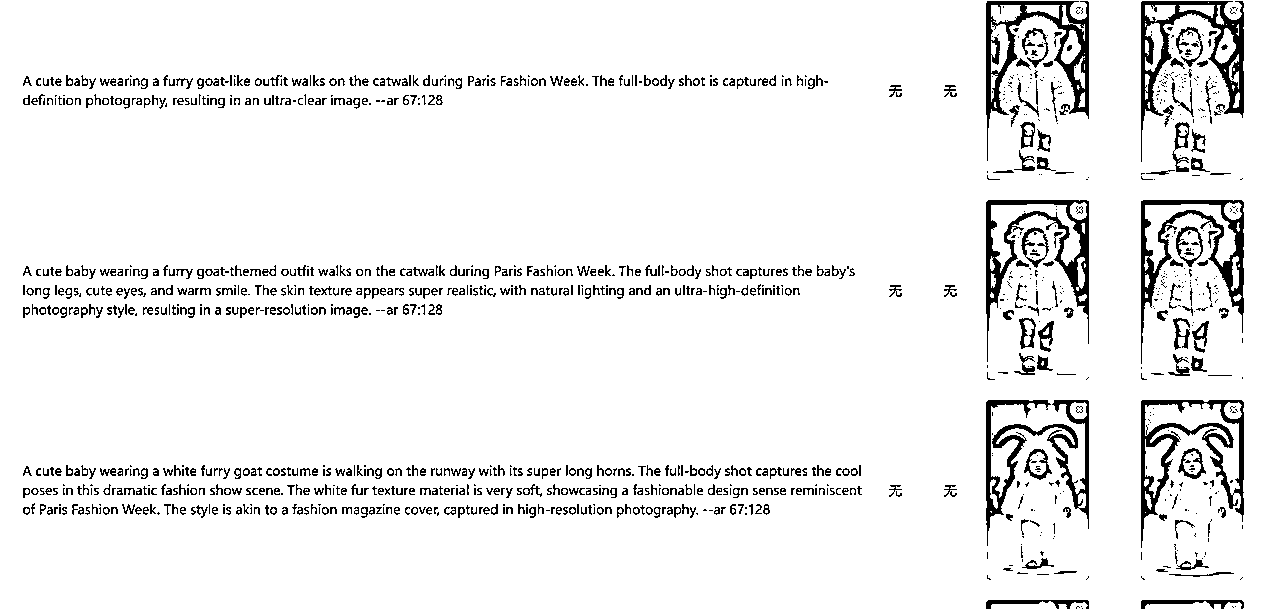 A cute baby wearing a furry goat-like outfit walks on the catwalk during Paris Fashion Week. The full-body shot is captured in high-
definition photography, resulting in an ultra-clear image. --ar 67:128
无 无
A cute baby wearing a furry goat-themed outfit walks on the catwalk during Paris Fashion Week. The full-body shot captures the baby's
long legs, cute eyes, and warm smile. The skin texture appears super realistic, with natural lighting and an ultra-high-definition
photography style, resulting in a super-resolution image. --ar 67:128
无 无
A cute baby wearing a white furry goat costume is walking on the runway with its super long horns. The full-body shot captures the cool
poses in this dramatic fashion show scene. The white fur texture material is very soft, showcasing a fashionable design sense reminiscent
of Paris Fashion Week. The style is akin to a fashion magazine cover, captured in high-resolution photography. --ar 67:128
无 无